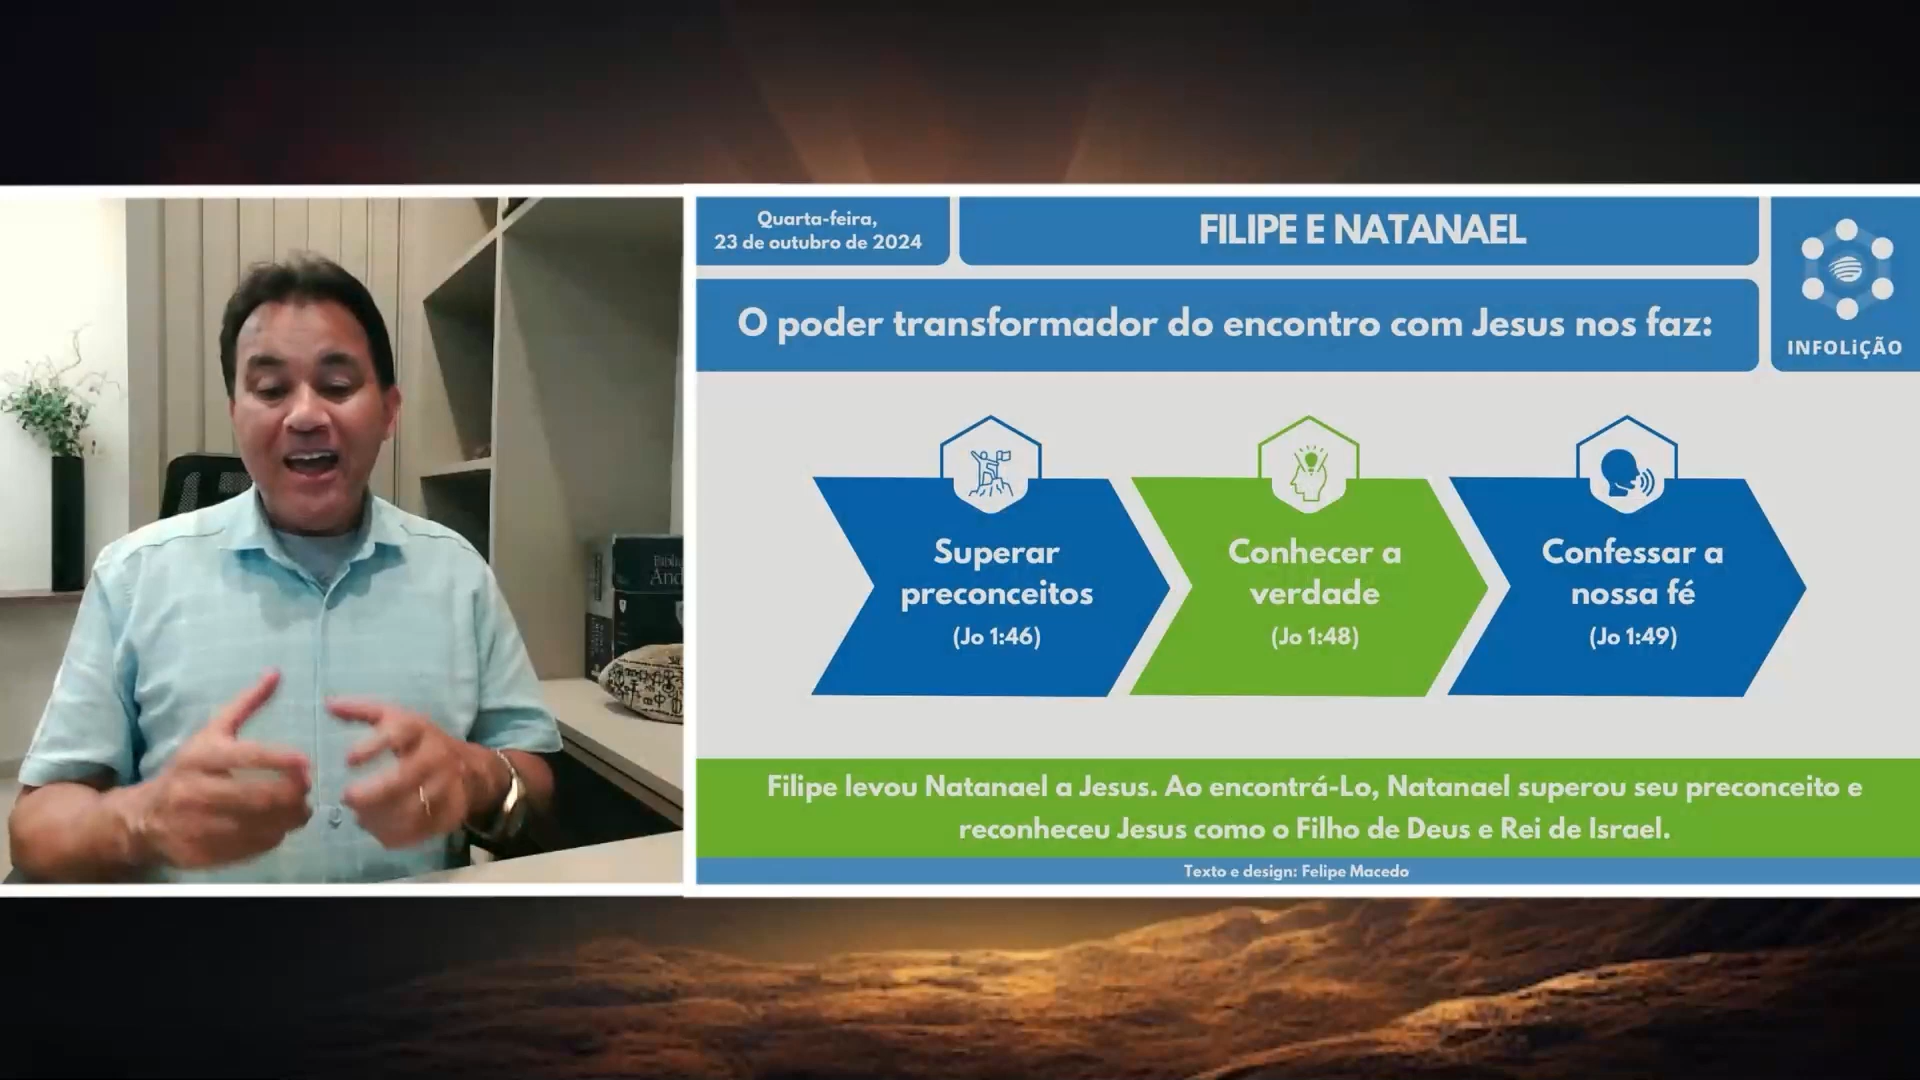 Quarta-feira,
23 de outubro de 2024
FILIPE E NATANAEL
O poder transformador do encontro com Jesus nos faz:
INFOLiÇÃO
Superar
preconceitos
(Jo 1:46)
Conhecer a
verdade
(Jo 1:48)
Confessar a
nossa fé
(Jo 1:49)
Filipe levou Natanael a Jesus. Ao encontrá-Lo, Natanael superou seu preconceito e
reconheceu Jesus como o Filho de Deus e Rei de Israel.
Texto e design: Felipe Macedo